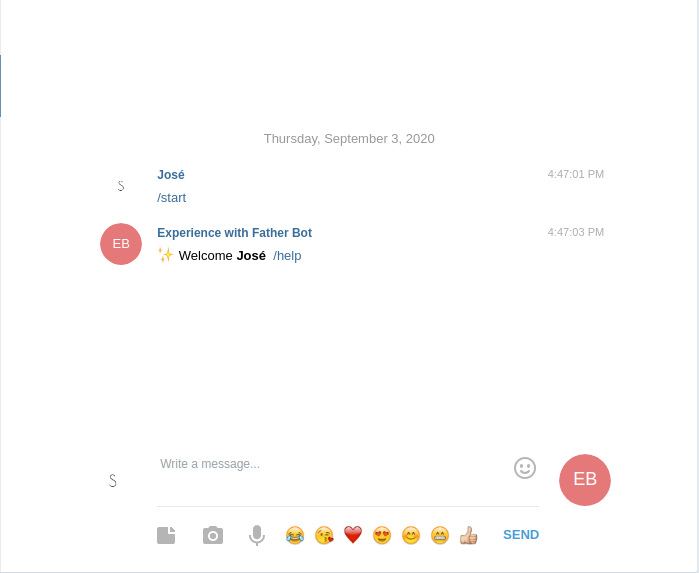 Thursday, September 3, 2020
S
José 4:47:01 PM
/start
EB
Experience with Father Bot 4:47:03 PM
✨ Welcome José /help
Write a message...
S
EB
SEND